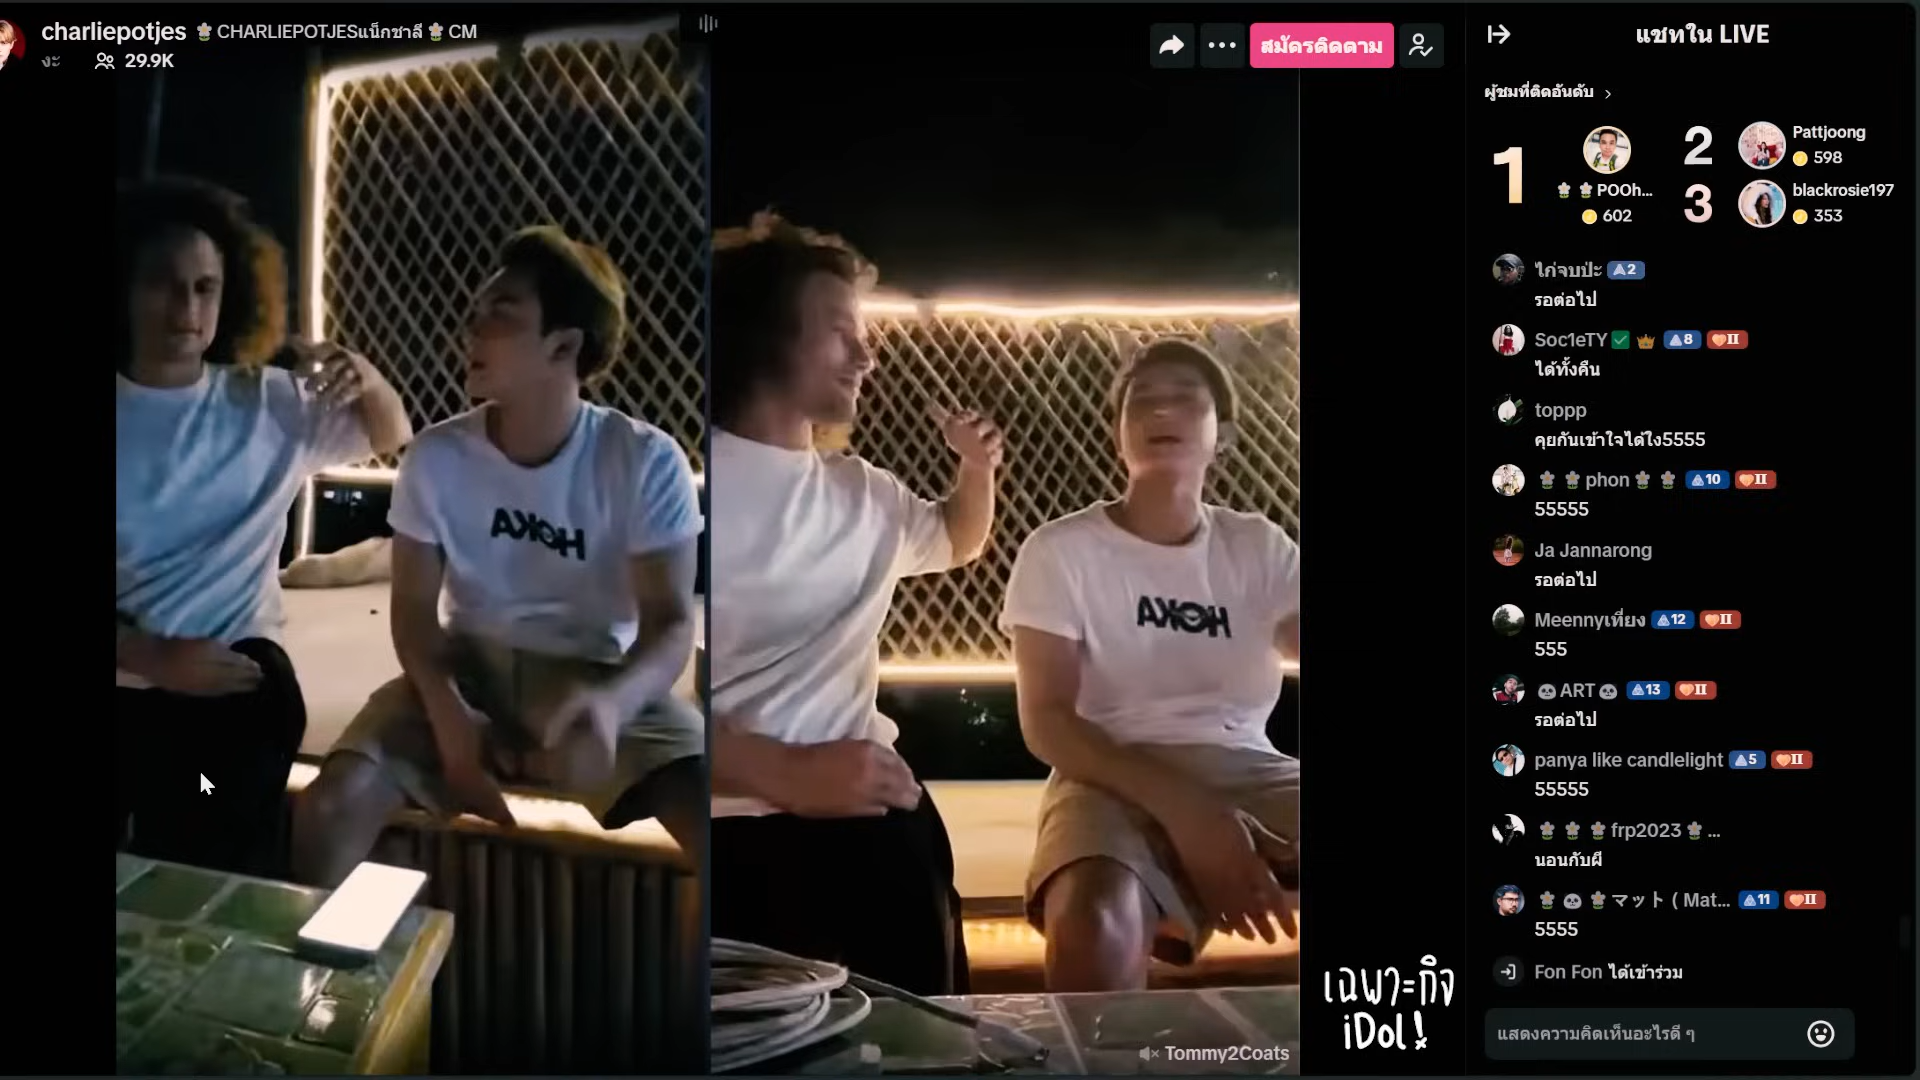 charliepotjes CHARLIEPOTJESแน็กชาลี CM
งะ 29.9K
สมัครติดตาม
แชทใน LIVE
ผู้ชมที่ติดอันดับ
1
POOh...
602
2
Pattjoong
598
3
blackrosie197
353
ไก่จบป่ะ 2
รอต่อไป
Soc1eTY 8 II
ได้ทั้งคืน
toppp
คุยกันเข้าใจได้ใง5555
phon 10 II
55555
Ja Jannarong
รอต่อไป
Meennyเที่ยง 12 II
555
ART 13 II
รอต่อไป
panya like candlelight 5 II
55555
frp2023 ...
นอนกับผี
マット ( Mat... 11 II
5555
Fon Fon ได้เข้าร่วม
แสดงความคิดเห็นอะไรดี ๆ
HOKA
HOKA
เฉพาะกิจ
iDol!
Tommy2Coats